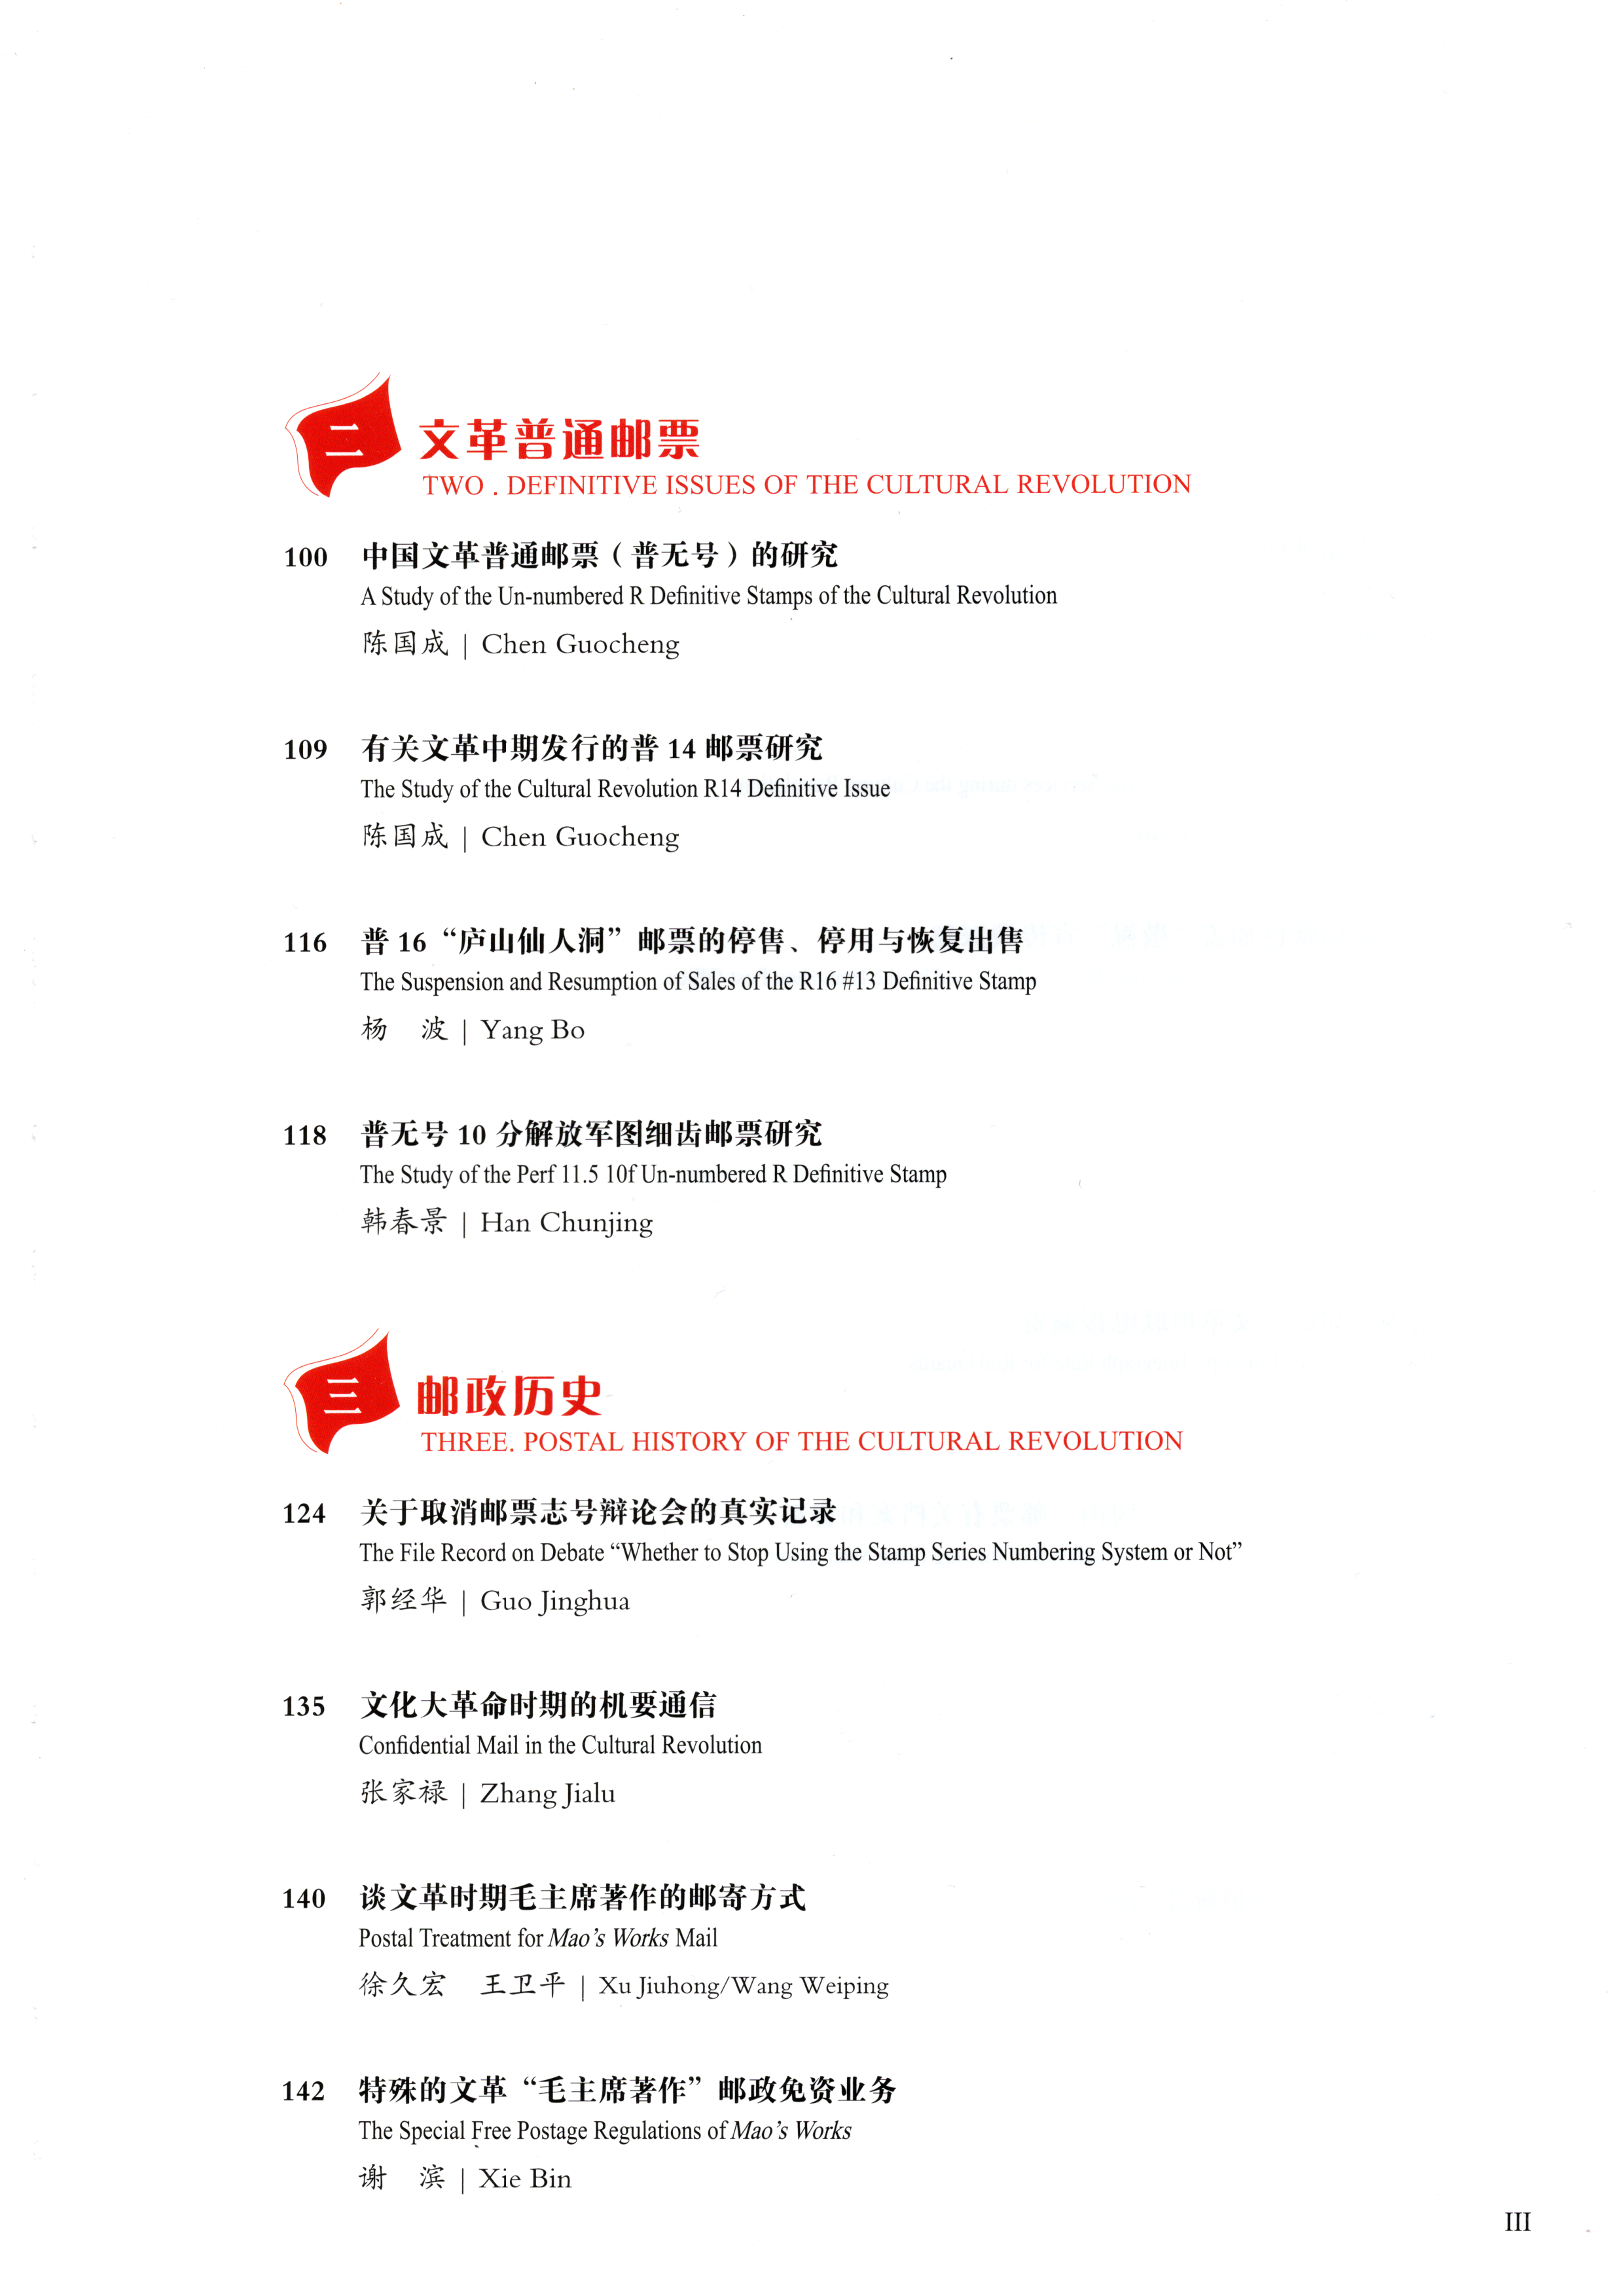 二
文革普通邮票
TWO . DEFINITIVE ISSUES OF THE CULTURAL REVOLUTION
100 中国文革普通邮票（普无号）的研究
A Study of the Un-numbered R Definitive Stamps of the Cultural Revolution
陈国成 | Chen Guocheng
109 有关文革中期发行的普 14 邮票研究
The Study of the Cultural Revolution R14 Definitive Issue
陈国成 | Chen Guocheng
116 普 16 “庐山仙人洞” 邮票的停售、停用与恢复出售
The Suspension and Resumption of Sales of the R16 #13 Definitive Stamp
杨 波 | Yang Bo
118 普无号 10 分解放军图细齿邮票研究
The Study of the Perf 11.5 10f Un-numbered R Definitive Stamp
韩春景 | Han Chunjing
三
邮政历史
THREE. POSTAL HISTORY OF THE CULTURAL REVOLUTION
124 关于取消邮票志号辩论会的真实记录
The File Record on Debate “Whether to Stop Using the Stamp Series Numbering System or Not”
郭经华 | Guo Jinghua
135 文化大革命时期的机要通信
Confidential Mail in the Cultural Revolution
张家禄 | Zhang Jialu
140 谈文革时期毛主席著作的邮寄方式
Postal Treatment for Mao’s Works Mail
徐久宏 王卫平 | Xu Jiuhong/Wang Weiping
142 特殊的文革 “毛主席著作” 邮政免资业务
The Special Free Postage Regulations of Mao’s Works
谢 滨 | Xie Bin
III